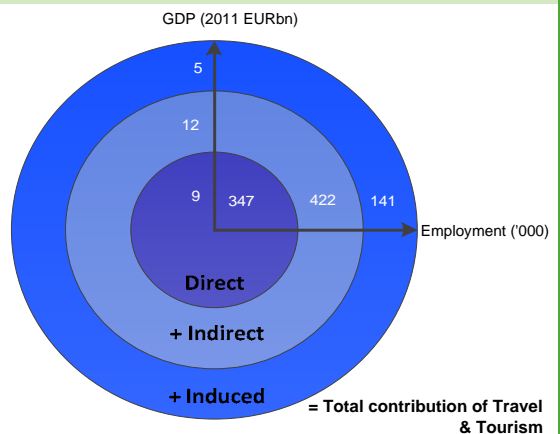 GDP (2011 EURbn)
5
12
9 347 422 141
Employment ('000)
Direct
+ Indirect
+ Induced
= Total contribution of Travel
& Tourism